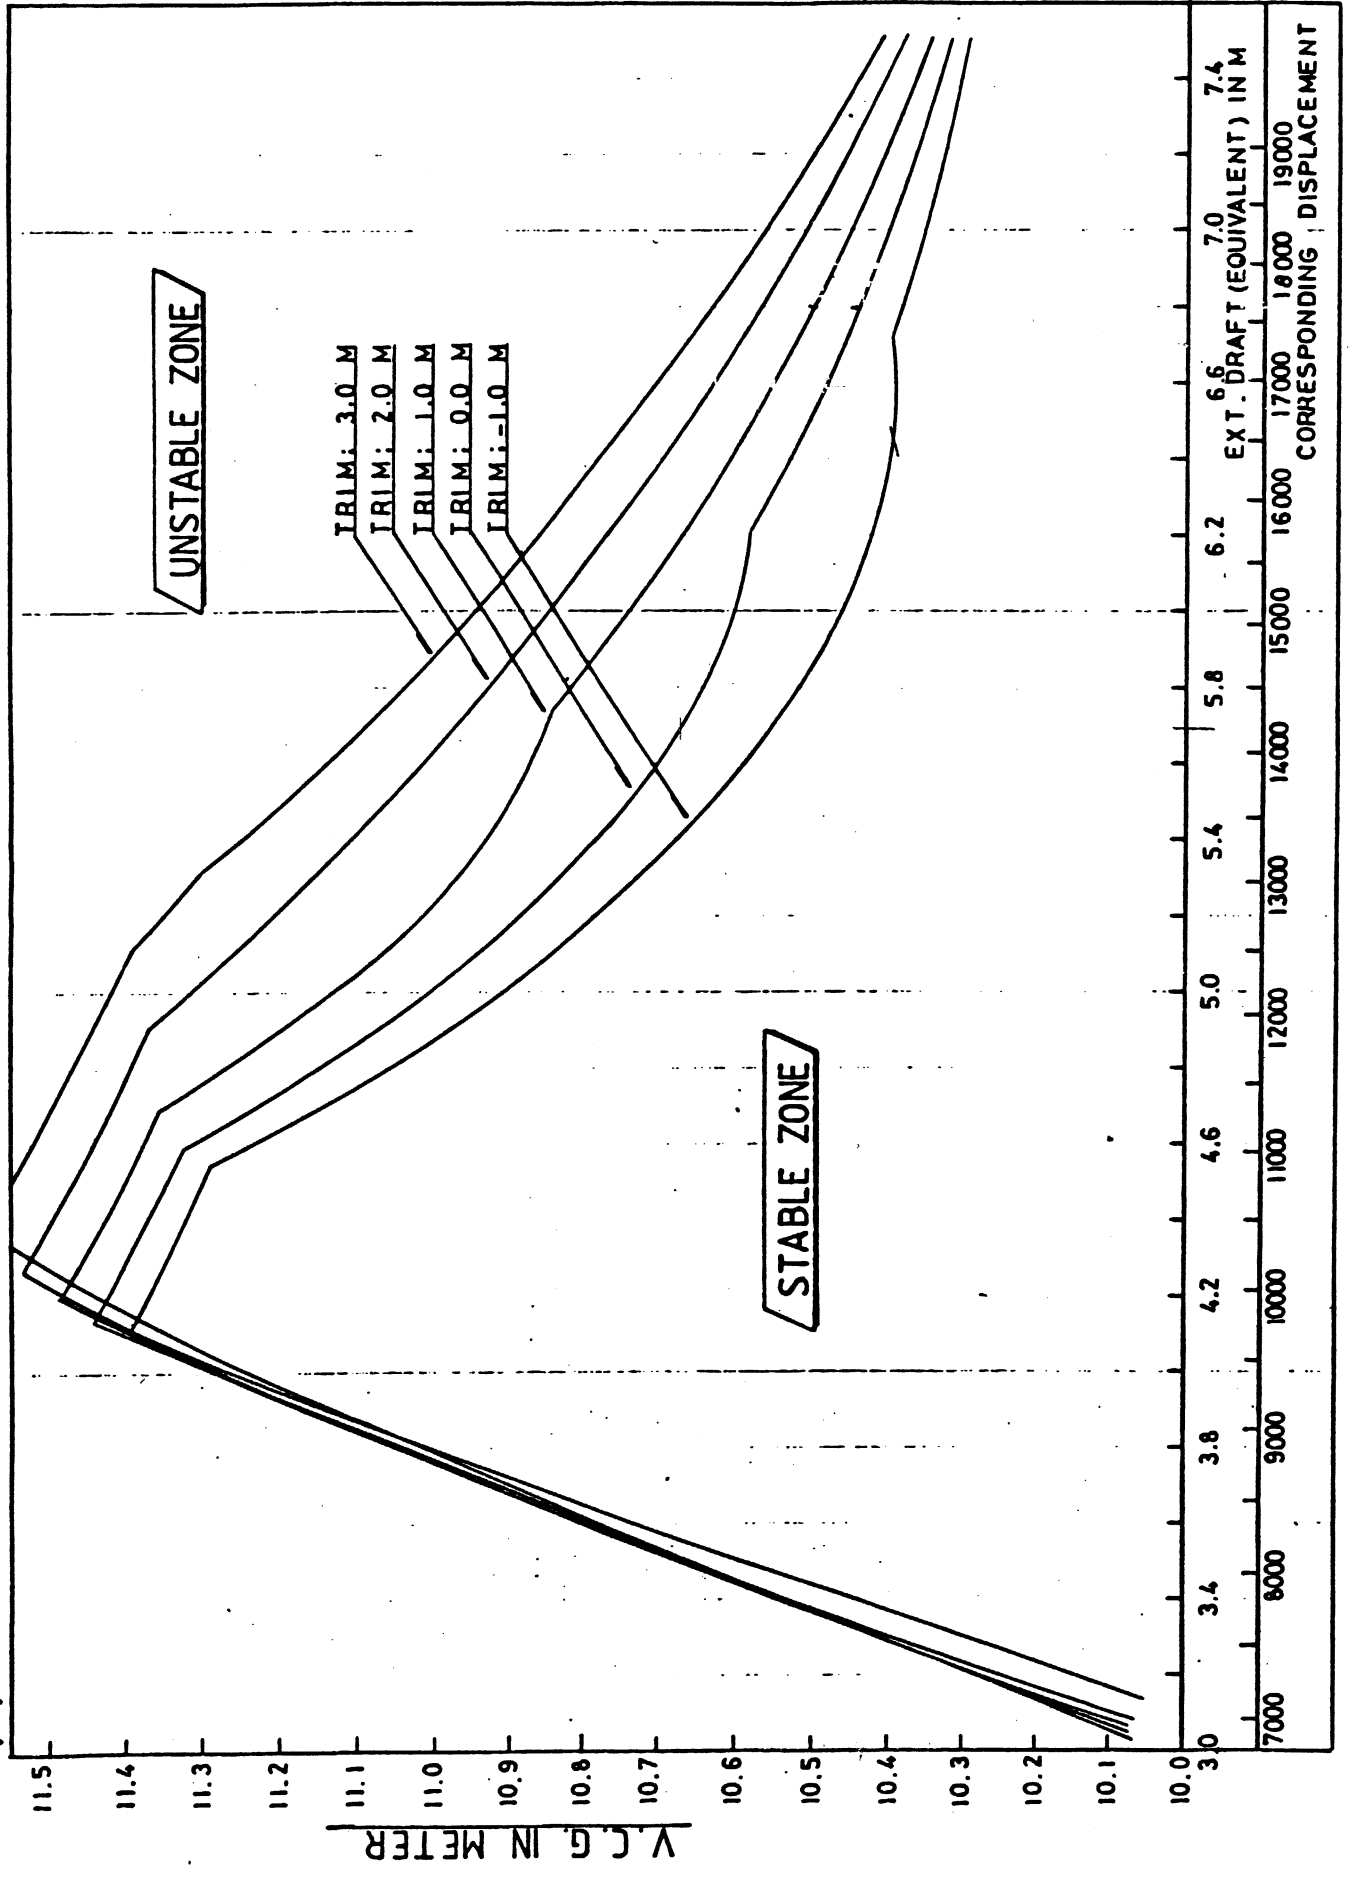 UNSTABLE ZONE
TRIM: 3.0 M
TRIM: 2.0 M
TRIM: 1.0 M
TRIM: 0.0 M
TRIM: -1.0 M
STABLE ZONE
V.C.G. IN METER
11.5
11.4
11.3
11.2
11.1
11.0
10.9
10.8
10.7
10.6
10.5
10.4
10.3
10.2
10.1
10.0
3.0 3.4 3.8 4.2 4.6 5.0 5.4 5.8 6.2 6.6 7.0 7.4
EXT. DRAFT (EQUIVALENT) IN M
7000 8000 9000 10000 11000 12000 13000 14000 15000 16000 17000 18000 19000
CORRESPONDING DISPLACEMENT